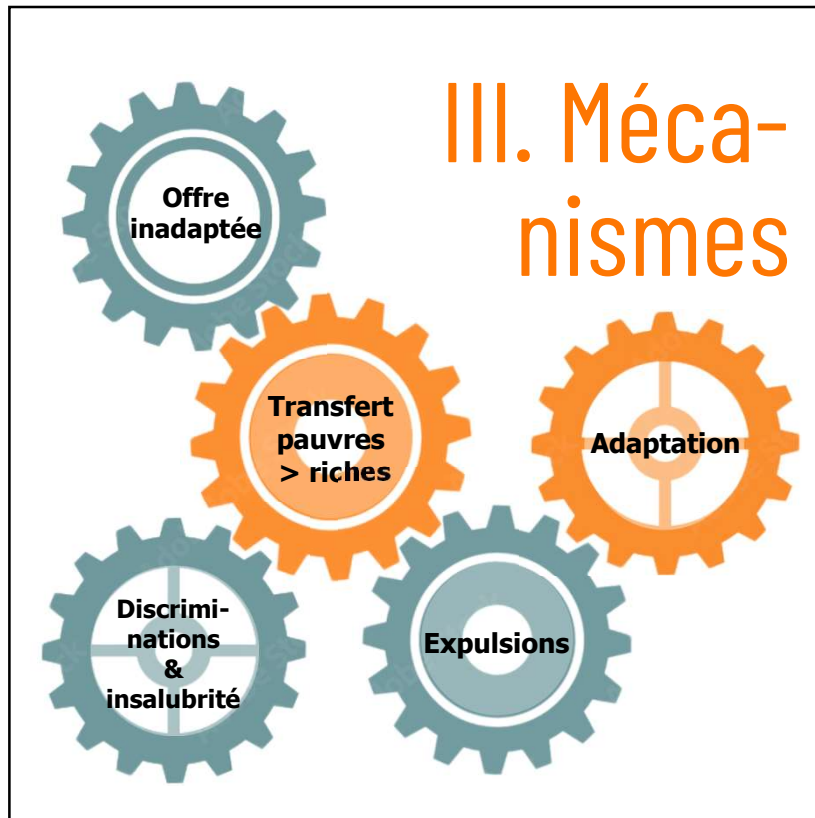 III. Méca-
nismes
Offre
inadaptée
Transfert
pauvres
> riches
Adaptation
Discrimi-
nations
&
insalubrité
Expulsions